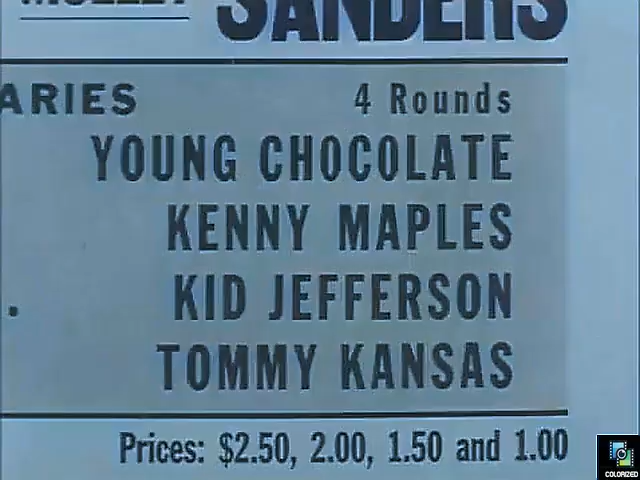 SANDERS
ARIES 4 Rounds
YOUNG CHOCOLATE
KENNY MAPLES
KID JEFFERSON
. TOMMY KANSAS
Prices: $2.50, 2.00, 1.50 and 1.00
COLORIZED